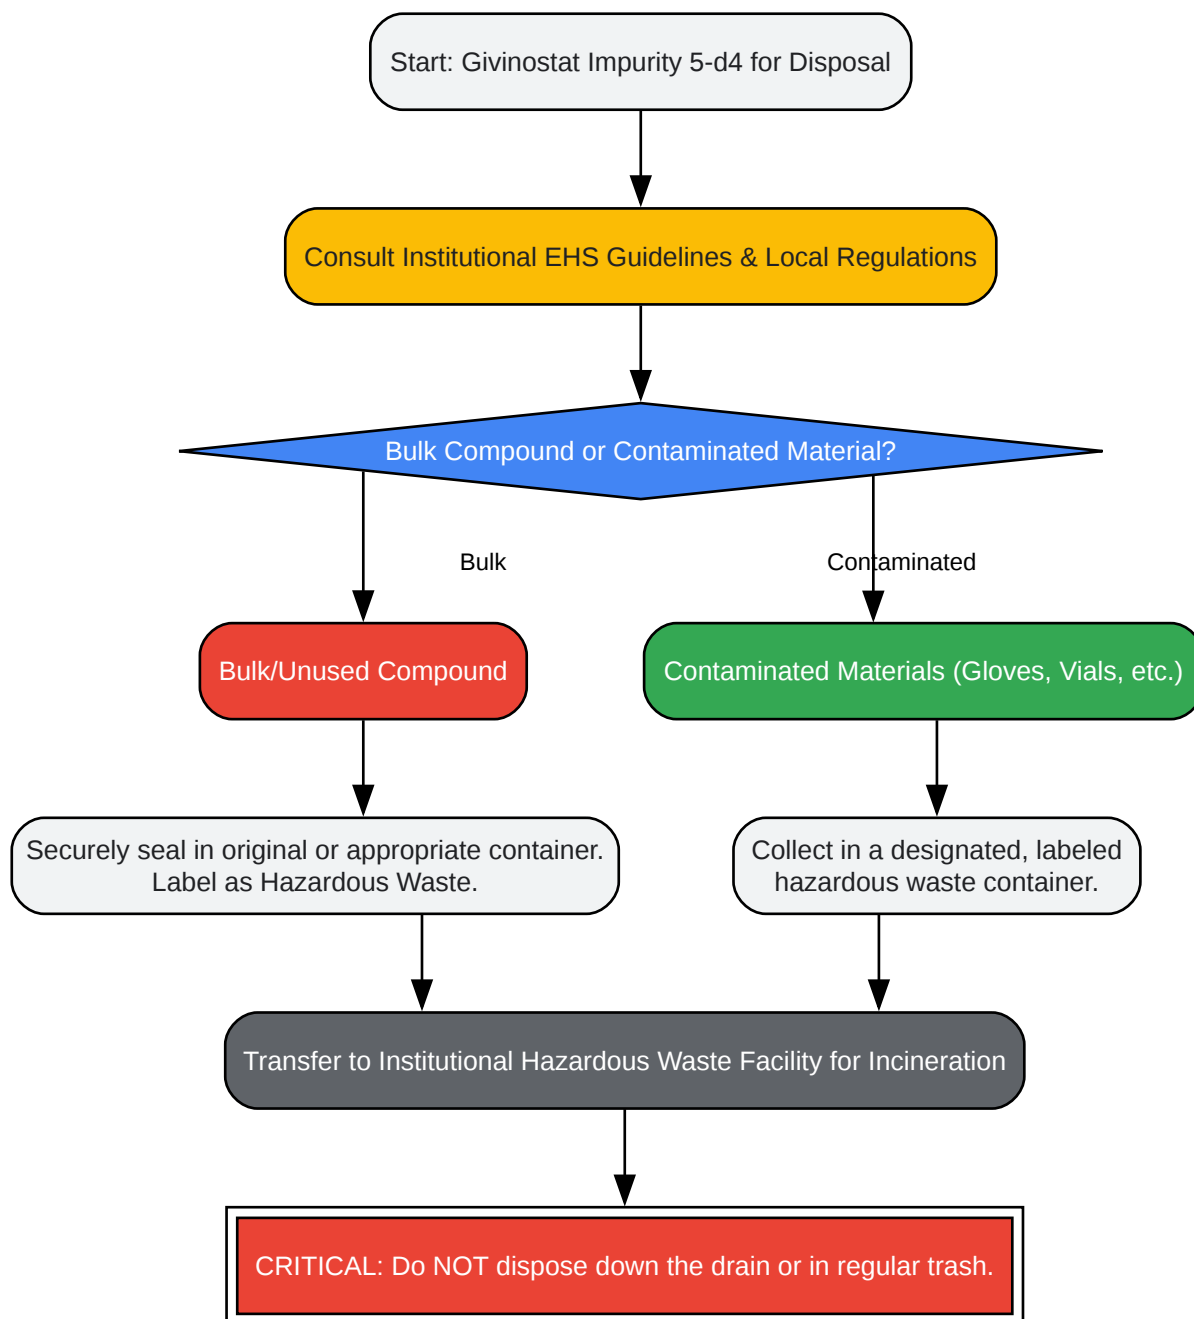 Start: Givinostat Impurity 5-d4 for Disposal
Consult Institutional EHS Guidelines & Local Regulations
Bulk Compound or Contaminated Material?
Bulk
Contaminated
Bulk/Unused Compound
Contaminated Materials (Gloves, Vials, etc.)
Securely seal in original or appropriate container.
Label as Hazardous Waste.
Collect in a designated, labeled
hazardous waste container.
Transfer to Institutional Hazardous Waste Facility for Incineration
CRITICAL: Do NOT dispose down the drain or in regular trash.